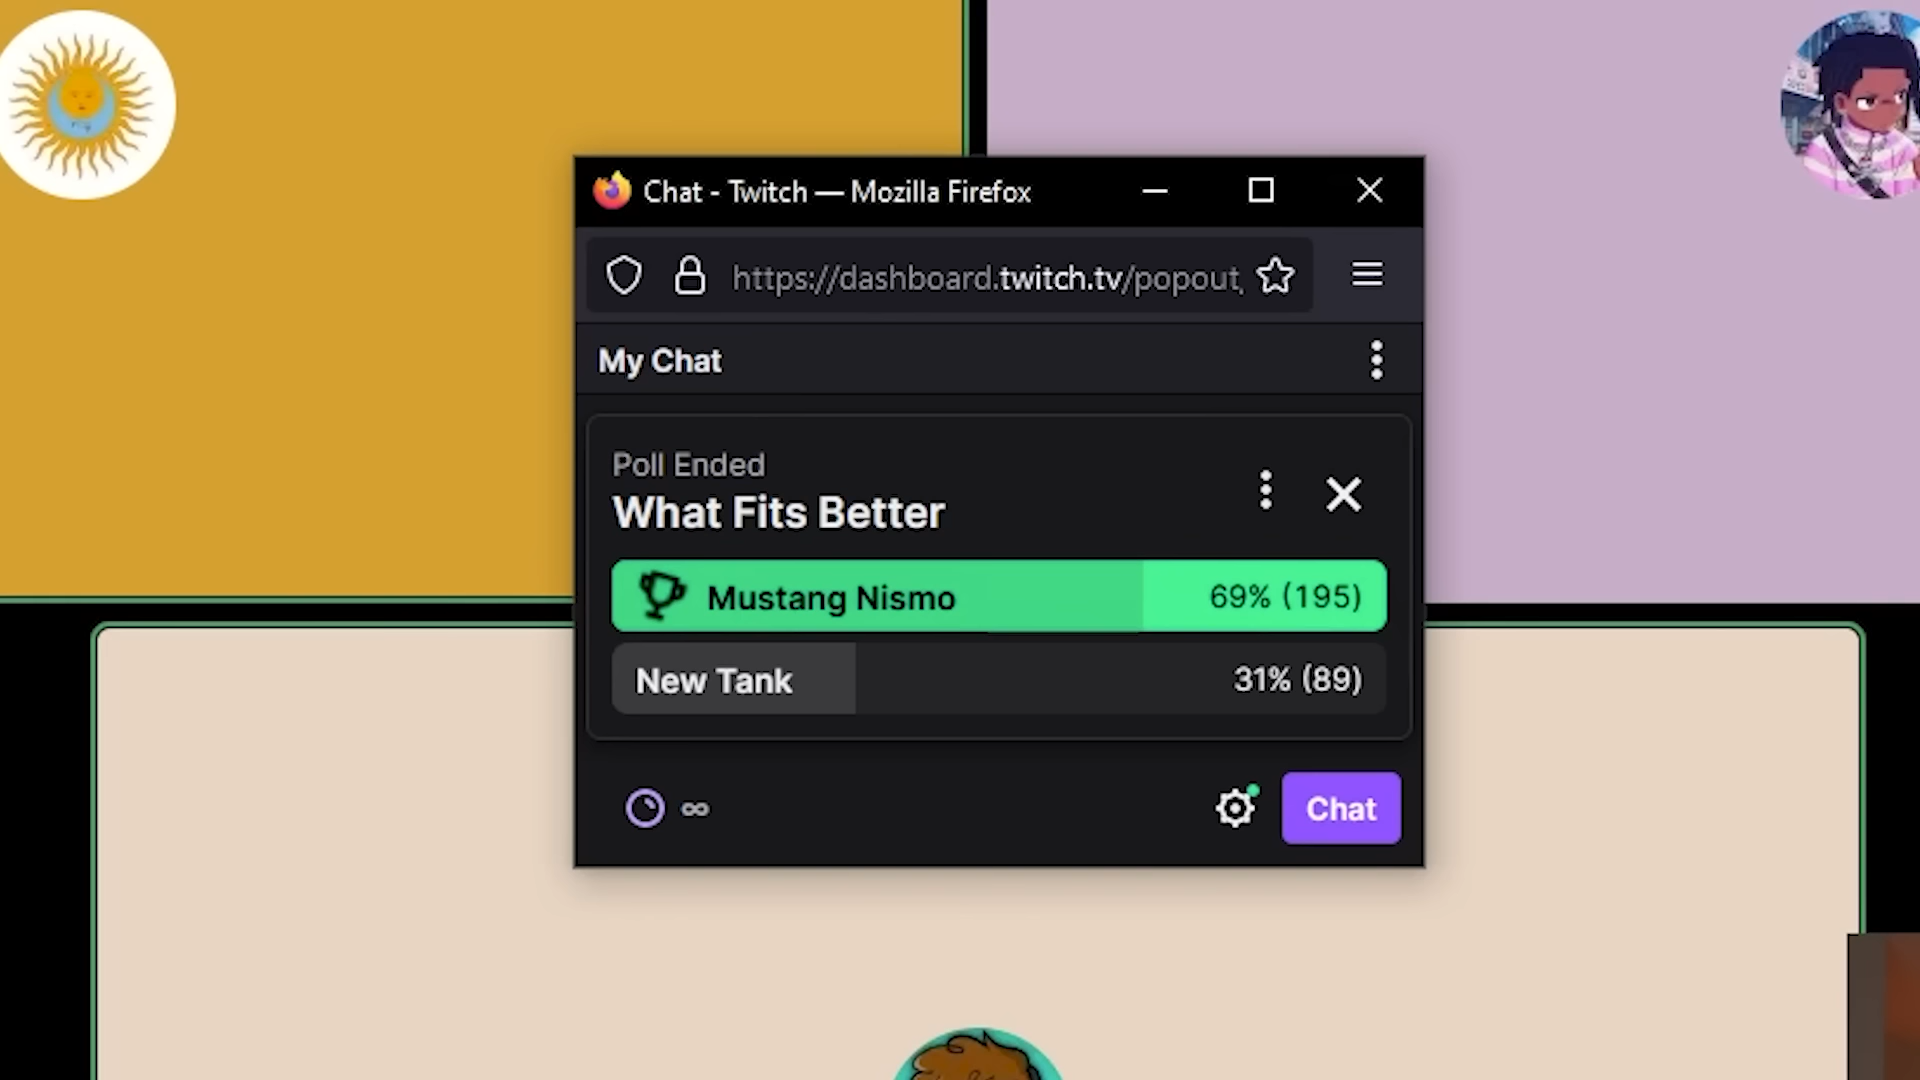 Chat - Twitch — Mozilla Firefox
https://dashboard.twitch.tv/popout
My Chat
Poll Ended
What Fits Better
Mustang Nismo 69% (195)
New Tank 31% (89)
∞ Chat